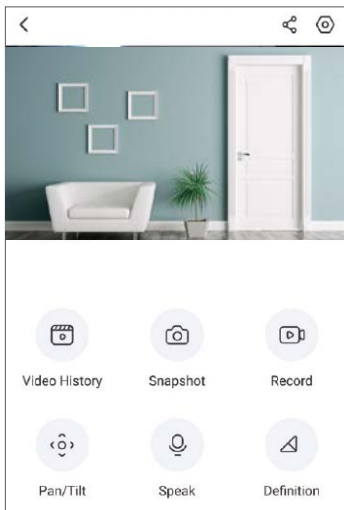 Video History
Snapshot
Record
Pan/Tilt
Speak
Definition